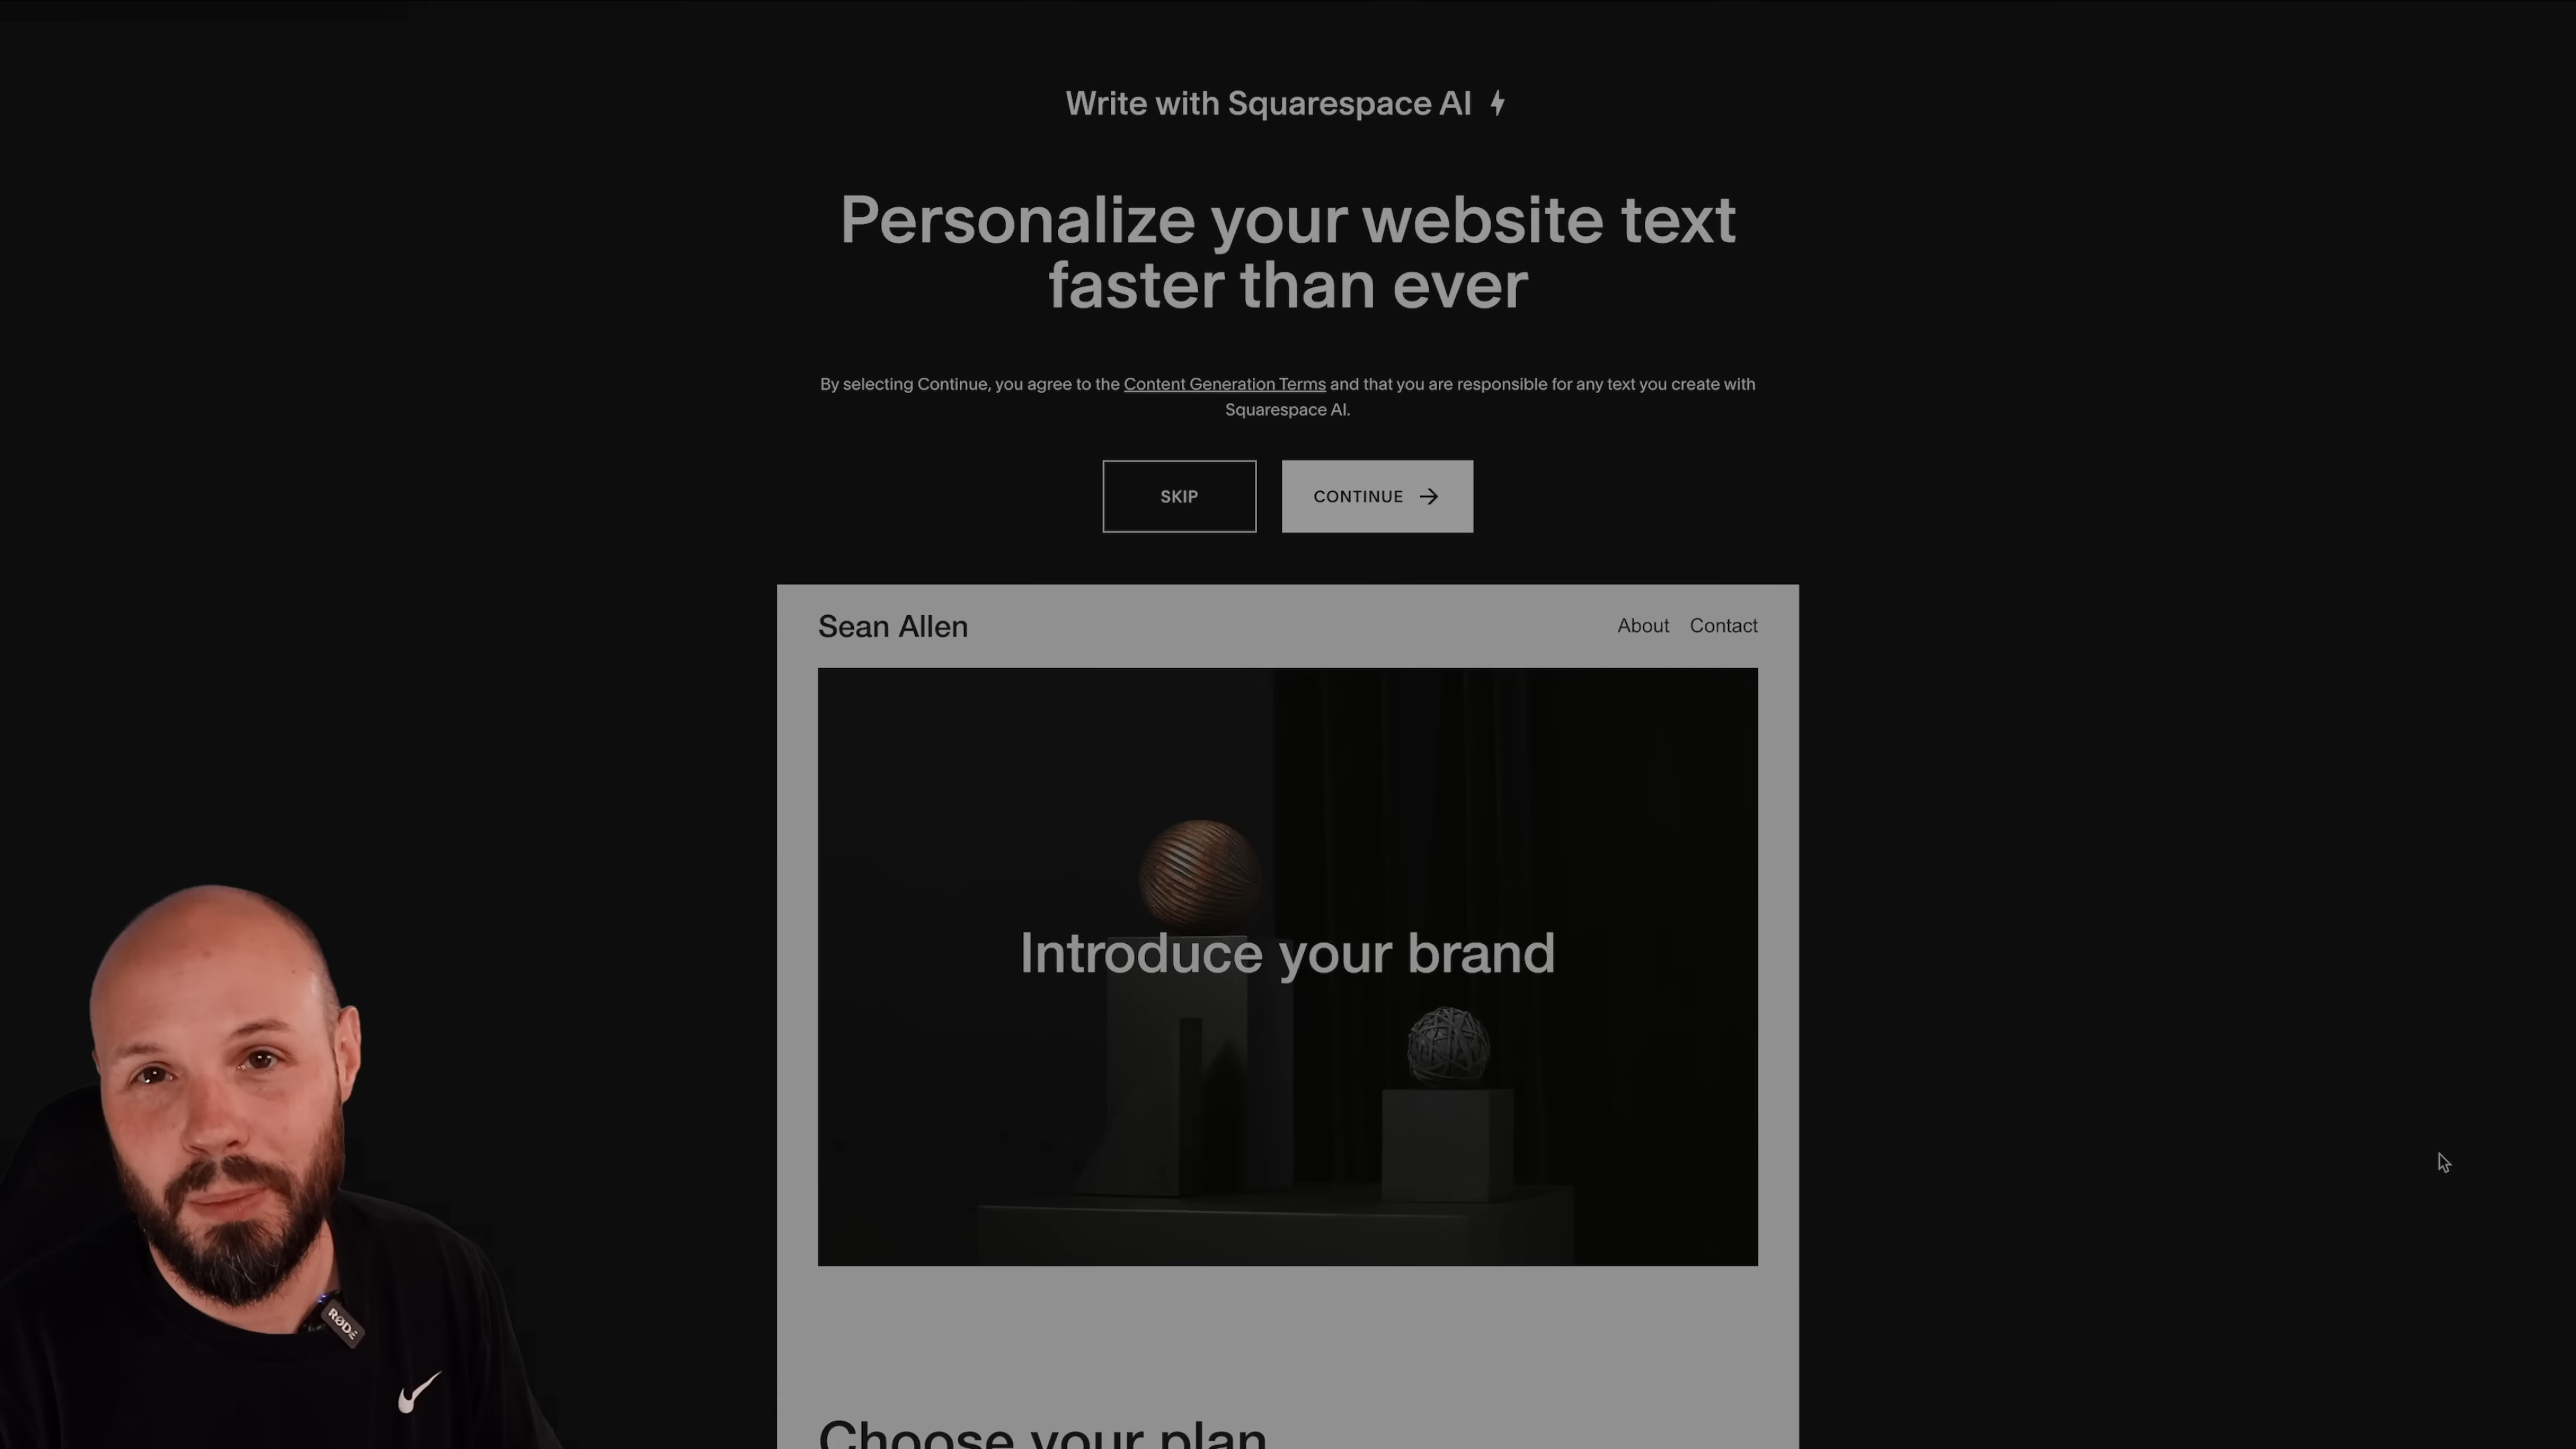 Write with Squarespace AI
Personalize your website text
faster than ever
By selecting Continue, you agree to the Content Generation Terms and that you are responsible for any text you create with
Squarespace AI.
SKIP
CONTINUE
Sean Allen
About
Contact
Introduce your brand
RØDE
Choose your plan